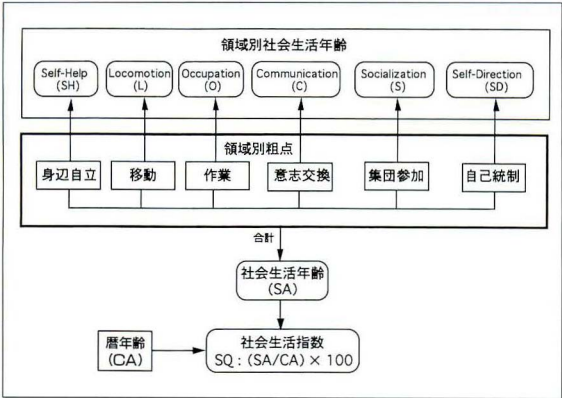 領域別社会生活年齢
Self-Help Locomotion Occupation Communication Socialization Self-Direction
(SH) (L) (O) (C) (S) (SD)
領域別粗点
身辺自立 移動 作業 意志交換 集団参加 自己統制
合計
社会生活年齢
(SA)
暦年齢 社会生活指数
(CA) SQ : (SA/CA) × 100